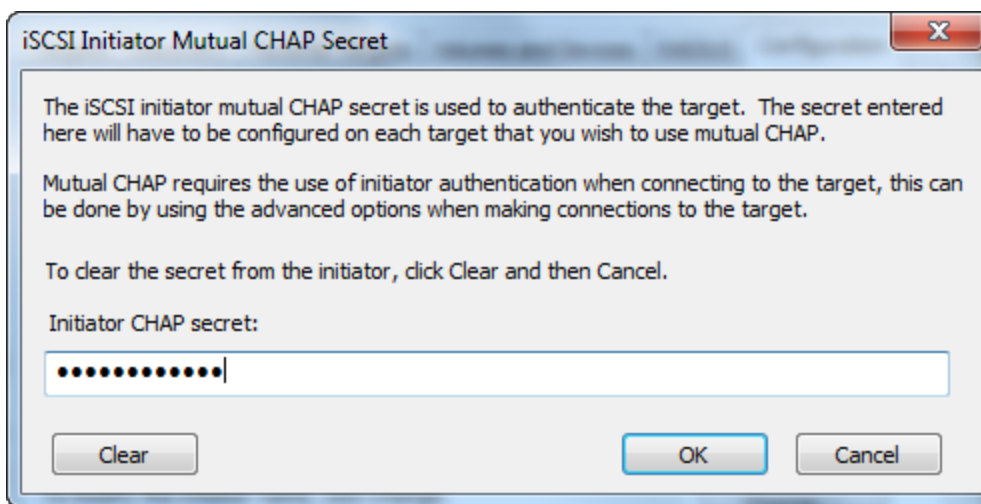 iSCSI Initiator Mutual CHAP Secret
The iSCSI initiator mutual CHAP secret is used to authenticate the target.  The secret entered
here will have to be configured on each target that you wish to use mutual CHAP.
Mutual CHAP requires the use of initiator authentication when connecting to the target, this can
be done by using the advanced options when making connections to the target.
To clear the secret from the initiator, click Clear and then Cancel.
Initiator CHAP secret:
••••••••••••
Clear
OK
Cancel